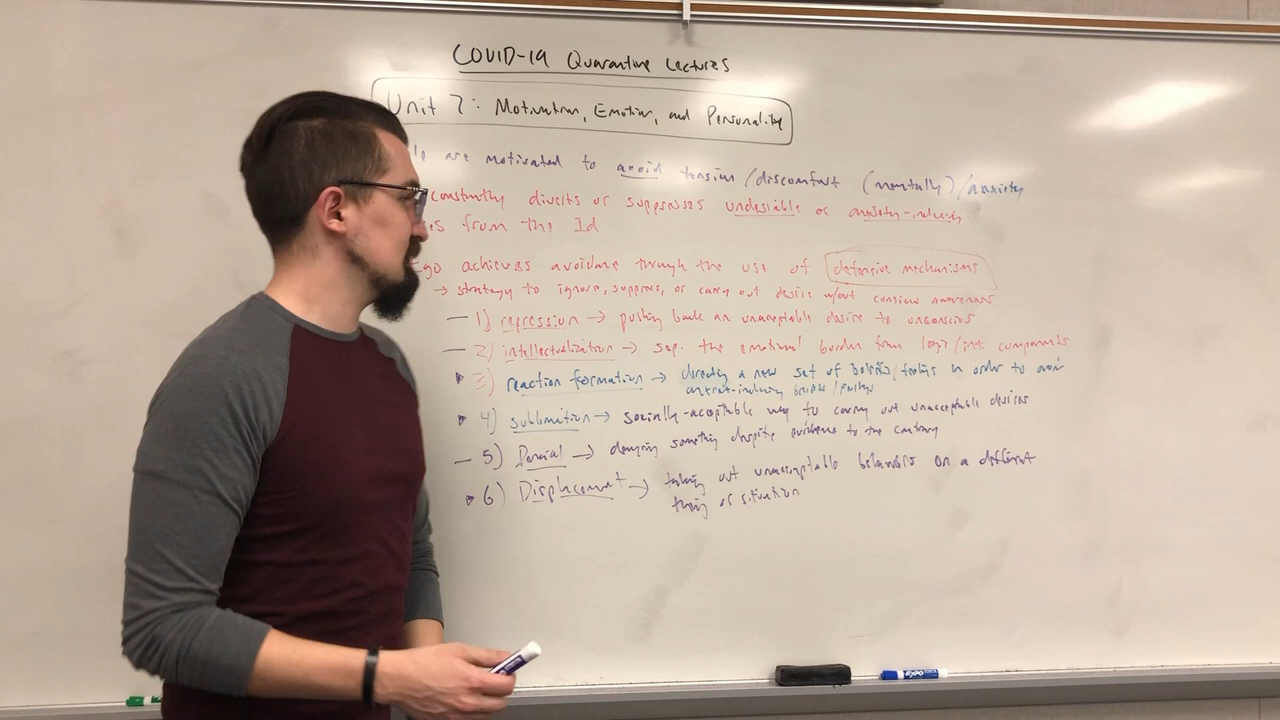 COVID-19 Quarantine Lectures
Unit 7: Motivation, Emotion, and Personality
le are motivated to avoid tension/discomfort (mentally)/anxiety
constantly diverts or suppresses undesirable or anxiety-inducing
es from the Id
Ego achieves avoidance through the use of defensive mechanisms
→ strategy to ignore, suppress, or carry out desire w/out conscious awareness
— 1) repression → pushing back an unacceptable desire to unconscious
— 2) intellectualization → sep. the emotional border from logic/ components
3) reaction formation → directing a new set of beliefs/feelings in order to avoid
anxiety-inducing beliefs/feelings
4) sublimation → socially-acceptable way to carry out unacceptable desires
— 5) Denial → denying something despite evidence to the contrary
6) Displacement → taking out unacceptable behaviors on a different
thing or situation